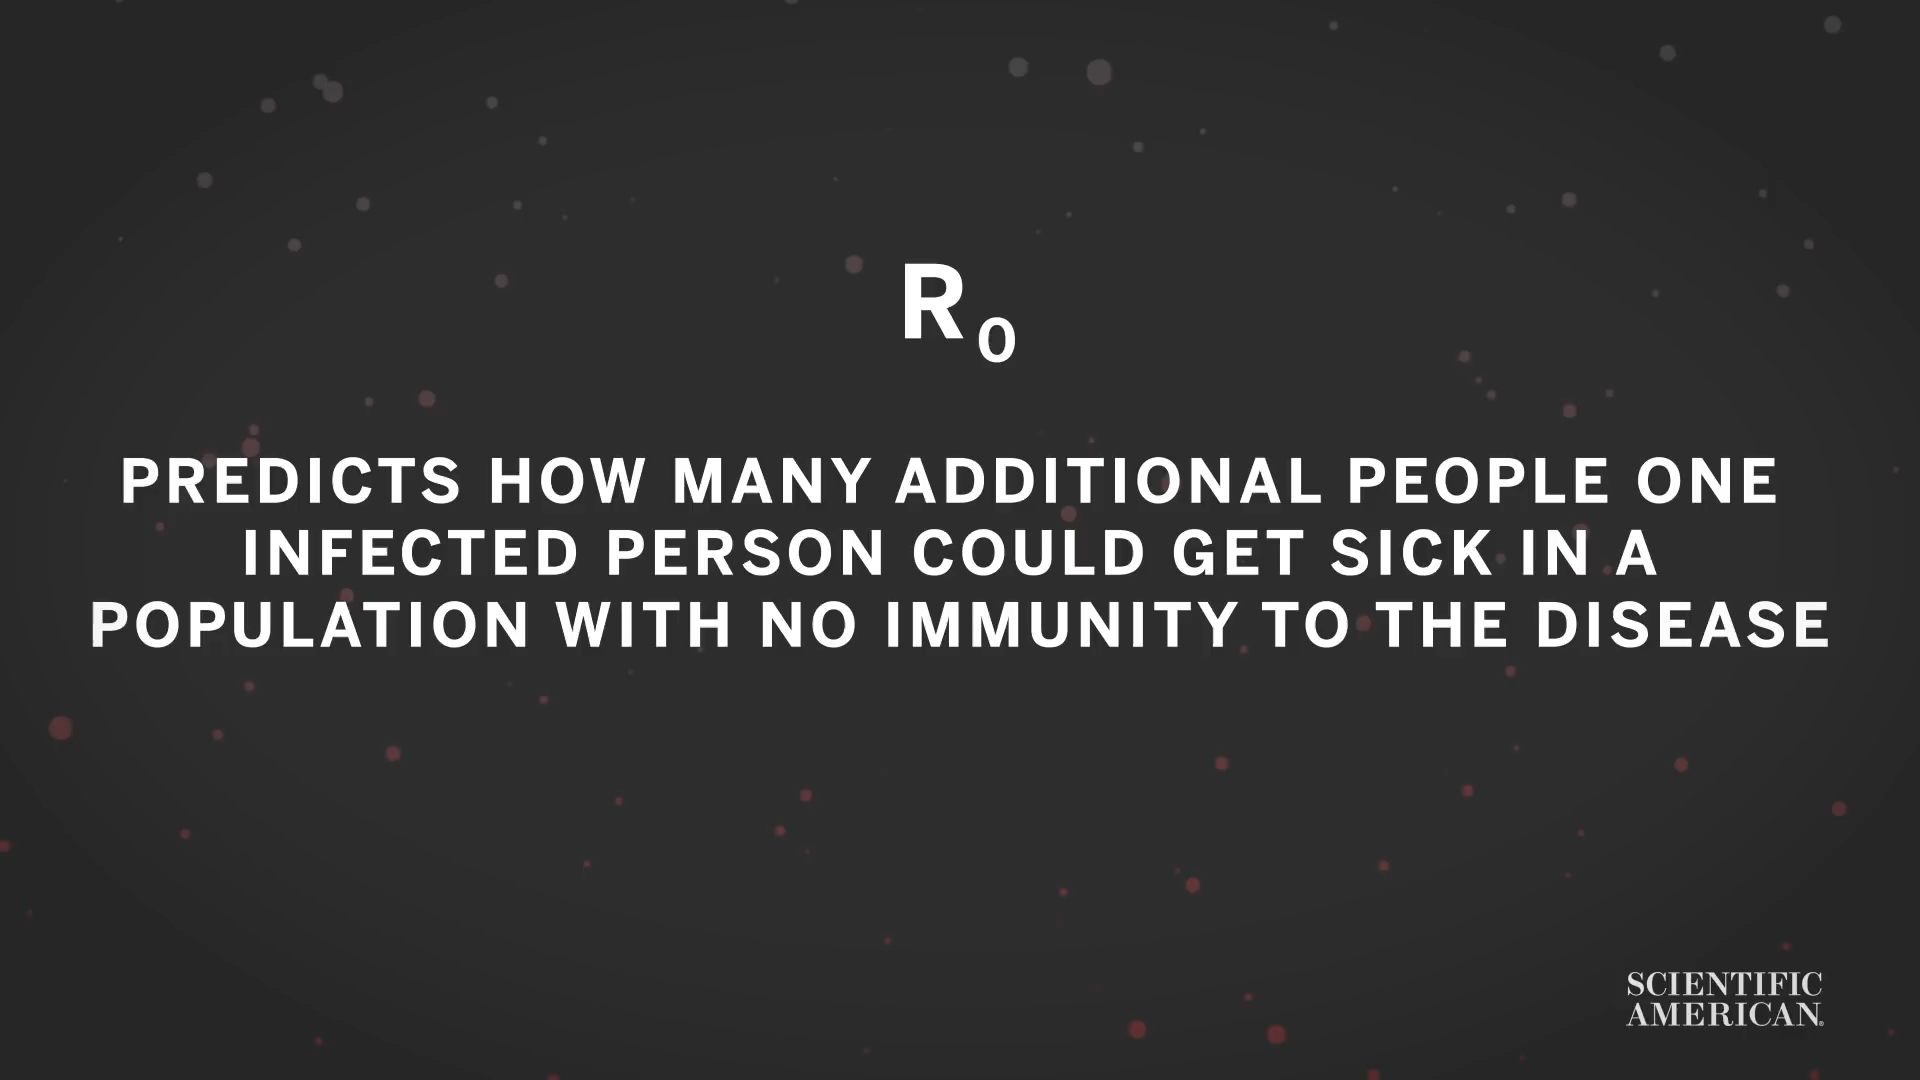 R₀
PREDICTS HOW MANY ADDITIONAL PEOPLE ONE
INFECTED PERSON COULD GET SICK IN A
POPULATION WITH NO IMMUNITY TO THE DISEASE
SCIENTIFIC
AMERICAN®